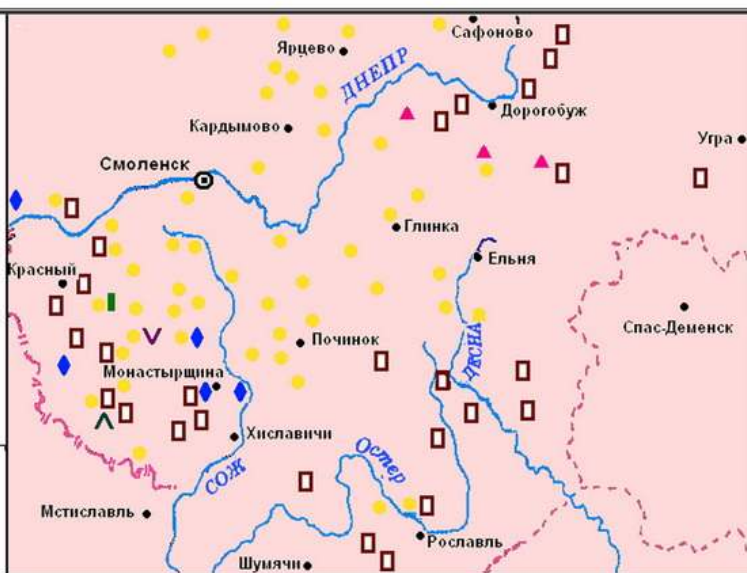 Сафоново
Ярцево
ДНЕПР
Дорогобуж
Кардымово
Угра
Смоленск
Глинка
Ельня
Красный
Спас-Деменск
Починок
ДЕСНА
Монастырщина
Хиславичи
Остер
СОЖ
Мстиславль
Рославль
Шумячи